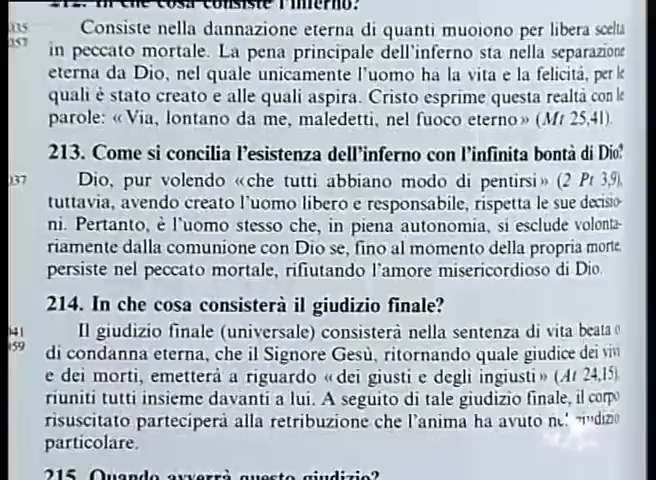 212. In che cosa consiste l'inferno?
Consiste nella dannazione eterna di quanti muoiono per libera scelta
in peccato mortale. La pena principale dell'inferno sta nella separazione
eterna da Dio, nel quale unicamente l'uomo ha la vita e la felicità, per le
quali è stato creato e alle quali aspira. Cristo esprime questa realtà con le
parole: «Via, lontano da me, maledetti, nel fuoco eterno» (Mt 25,41).
213. Come si concilia l'esistenza dell'inferno con l'infinita bontà di Dio?
037
Dio, pur volendo «che tutti abbiano modo di pentirsi» (2 Pt 3,9),
tuttavia, avendo creato l'uomo libero e responsabile, rispetta le sue decisio-
ni. Pertanto, è l'uomo stesso che, in piena autonomia, si esclude volonta-
riamente dalla comunione con Dio se, fino al momento della propria morte,
persiste nel peccato mortale, rifiutando l'amore misericordioso di Dio.
214. In che cosa consisterà il giudizio finale?
041
059
Il giudizio finale (universale) consisterà nella sentenza di vita beata o
di condanna eterna, che il Signore Gesù, ritornando quale giudice dei vivi
e dei morti, emetterà a riguardo «dei giusti e degli ingiusti» (At 24,15),
riuniti tutti insieme davanti a lui. A seguito di tale giudizio finale, il corpo
risuscitato parteciperà alla retribuzione che l'anima ha avuto nel giudizio
particolare.
215. Quando avverrà questo giudizio?